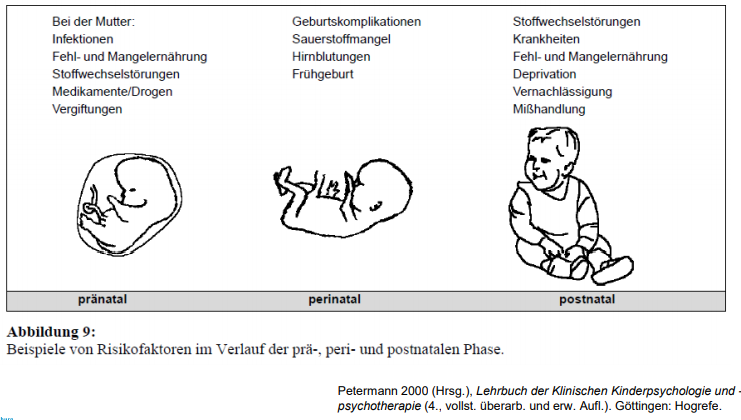 Bei der Mutter:
Infektionen
Fehl- und Mangelernährung
Stoffwechselstörungen
Medikamente/Drogen
Vergiftungen
Geburtskomplikationen
Sauerstoffmangel
Hirnblutungen
Frühgeburt
Stoffwechselstörungen
Krankheiten
Fehl- und Mangelernährung
Deprivation
Vernachlässigung
Mißhandlung
pränatal
perinatal
postnatal
Abbildung 9:
Beispiele von Risikofaktoren im Verlauf der prä-, peri- und postnatalen Phase.
Petermann 2000 (Hrsg.), Lehrbuch der Klinischen Kinderpsychologie und -
psychotherapie (4., vollst. überarb. und erw. Aufl.). Göttingen: Hogrefe.